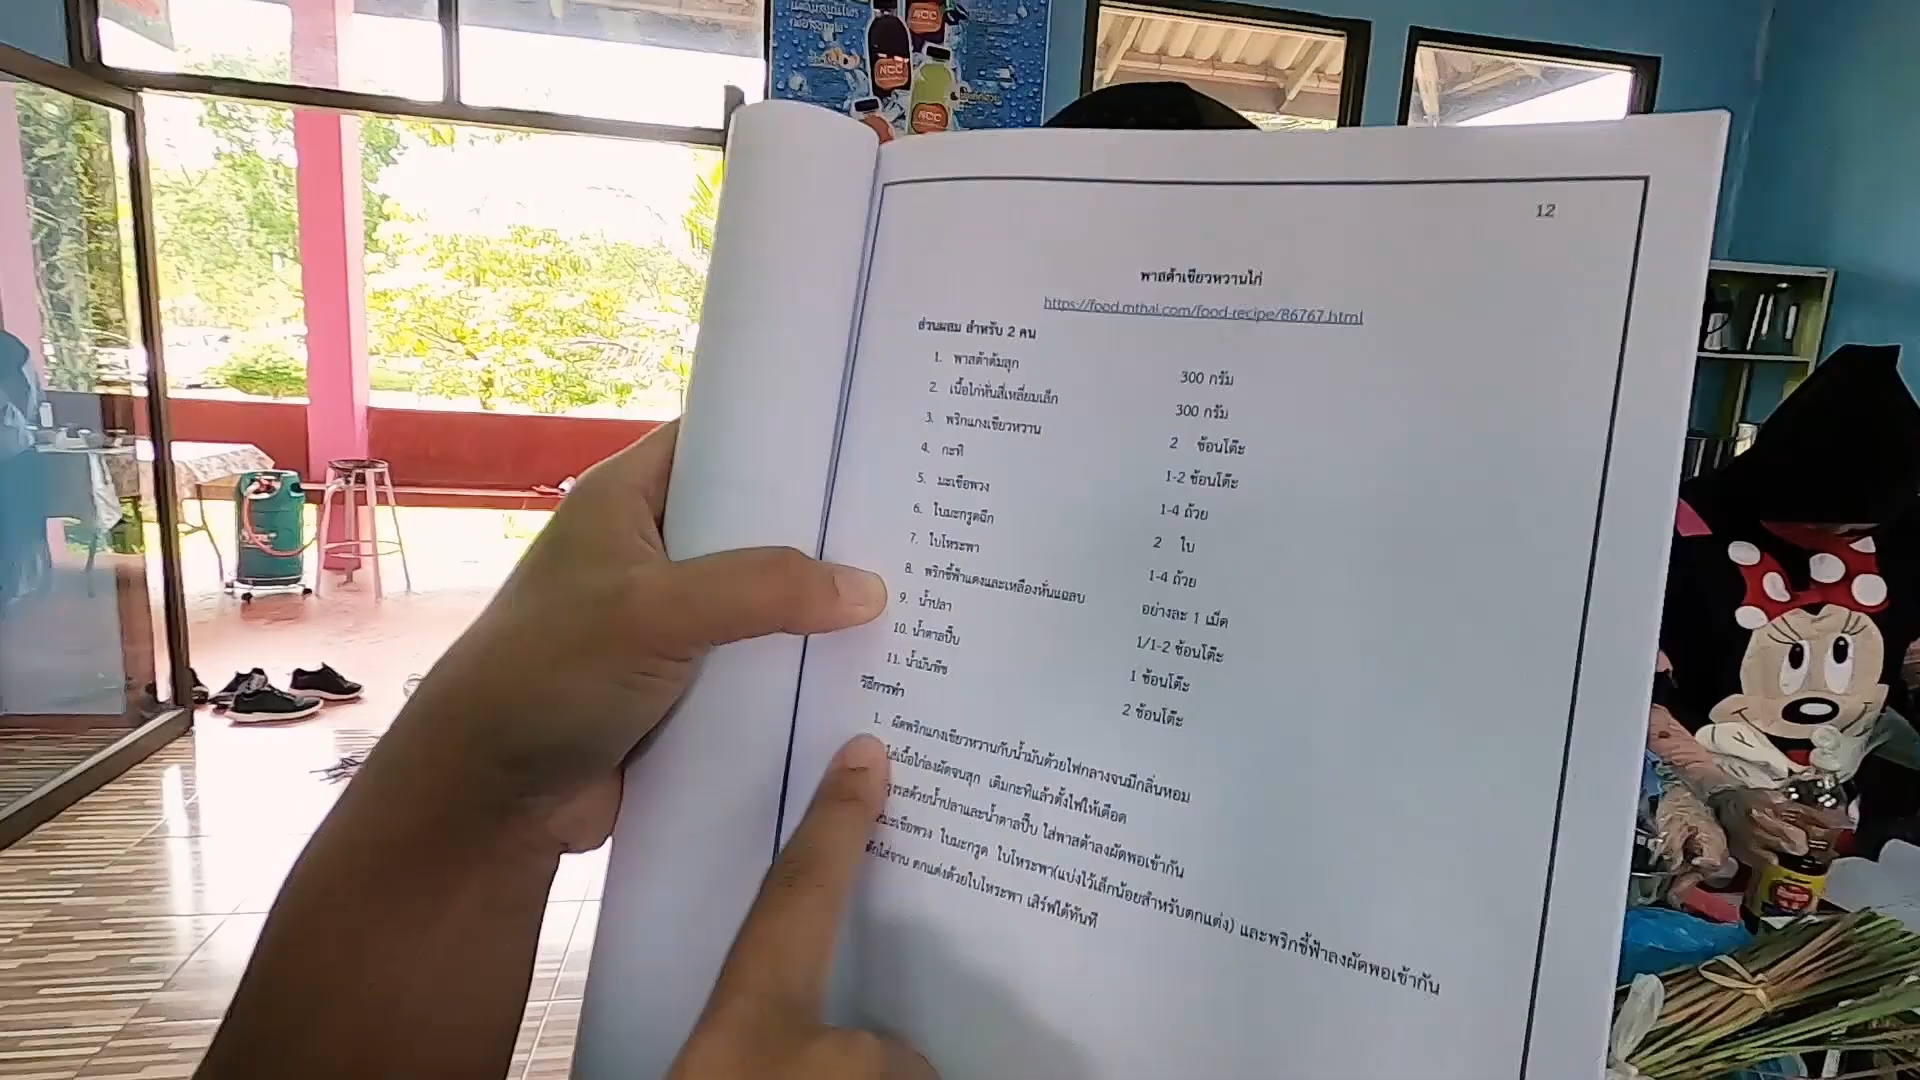 NCC
NCC
NCC
12
พาสต้าเขียวหวานไก่
https://food.mthai.com/food-recipe/86767.html
ส่วนผสม สำหรับ 2 คน
1. พาสต้าต้มสุก 300 กรัม
2. เนื้อไก่หั่นสี่เหลี่ยมเล็ก 300 กรัม
3. พริกแกงเขียวหวาน 2 ช้อนโต๊ะ
4. กะทิ 1-2 ช้อนโต๊ะ
5. มะเขือพวง 1-4 ถ้วย
6. ใบมะกรูดฉีก 2 ใบ
7. ใบโหระพา 1-4 ถ้วย
8. พริกชี้ฟ้าแดงและเหลืองหั่นแฉลบ อย่างละ 1 เม็ด
9. น้ำปลา 1/1-2 ช้อนโต๊ะ
10. น้ำตาลปี๊บ 1 ช้อนโต๊ะ
11. น้ำมันพืช 2 ช้อนโต๊ะ
วิธีการทำ
1. ผัดพริกแกงเขียวหวานกับน้ำมันด้วยไฟกลางจนมีกลิ่นหอม
ใส่เนื้อไก่ลงผัดจนสุก เติมกะทิแล้วตั้งไฟให้เดือด
รุงรสด้วยน้ำปลาและน้ำตาลปี๊บ ใส่พาสต้าลงผัดพอเข้ากัน
มะเขือพวง ใบมะกรูด ใบโหระพา(แบ่งไว้เล็กน้อยสำหรับตกแต่ง) และพริกชี้ฟ้าลงผัดพอเข้ากัน
ตักใส่จาน ตกแต่งด้วยใบโหระพา เสิร์ฟได้ทันที